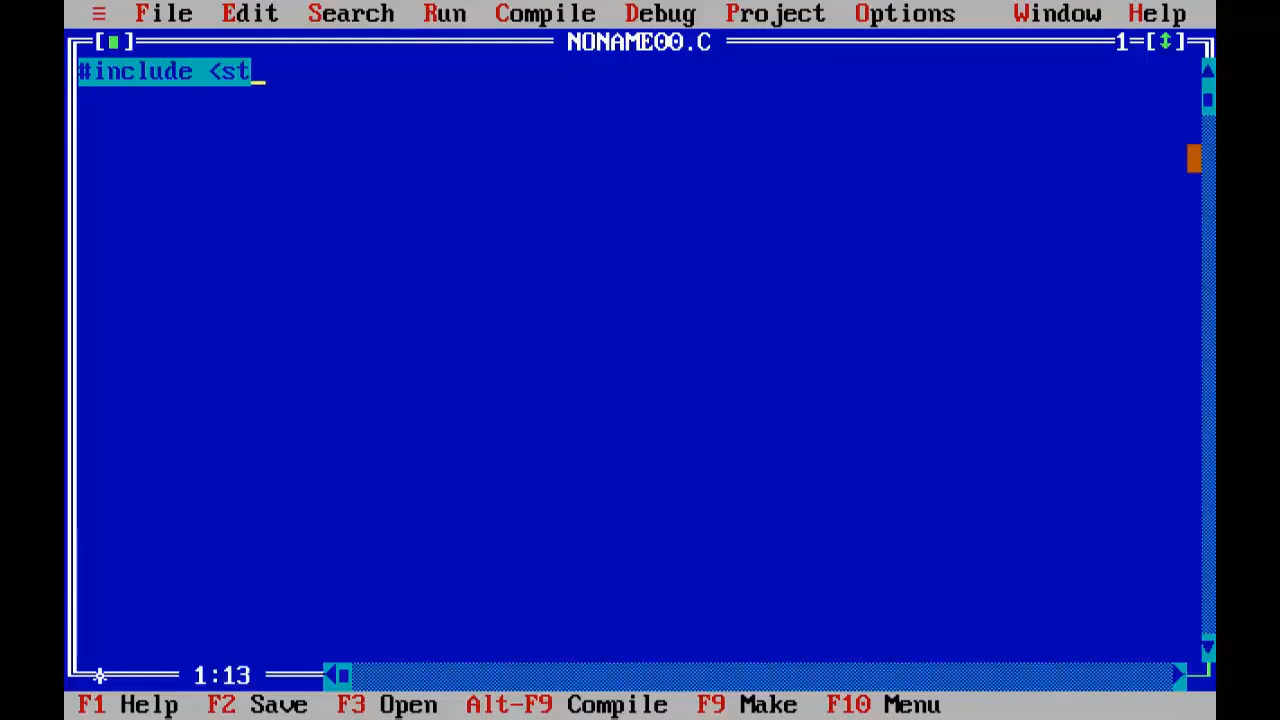 ≡ File Edit Search Run Compile Debug Project Options Window Help
[■] NONAME00.C 1=[↕]
#include <st_
* 1:13
F1 Help F2 Save F3 Open Alt-F9 Compile F9 Make F10 Menu